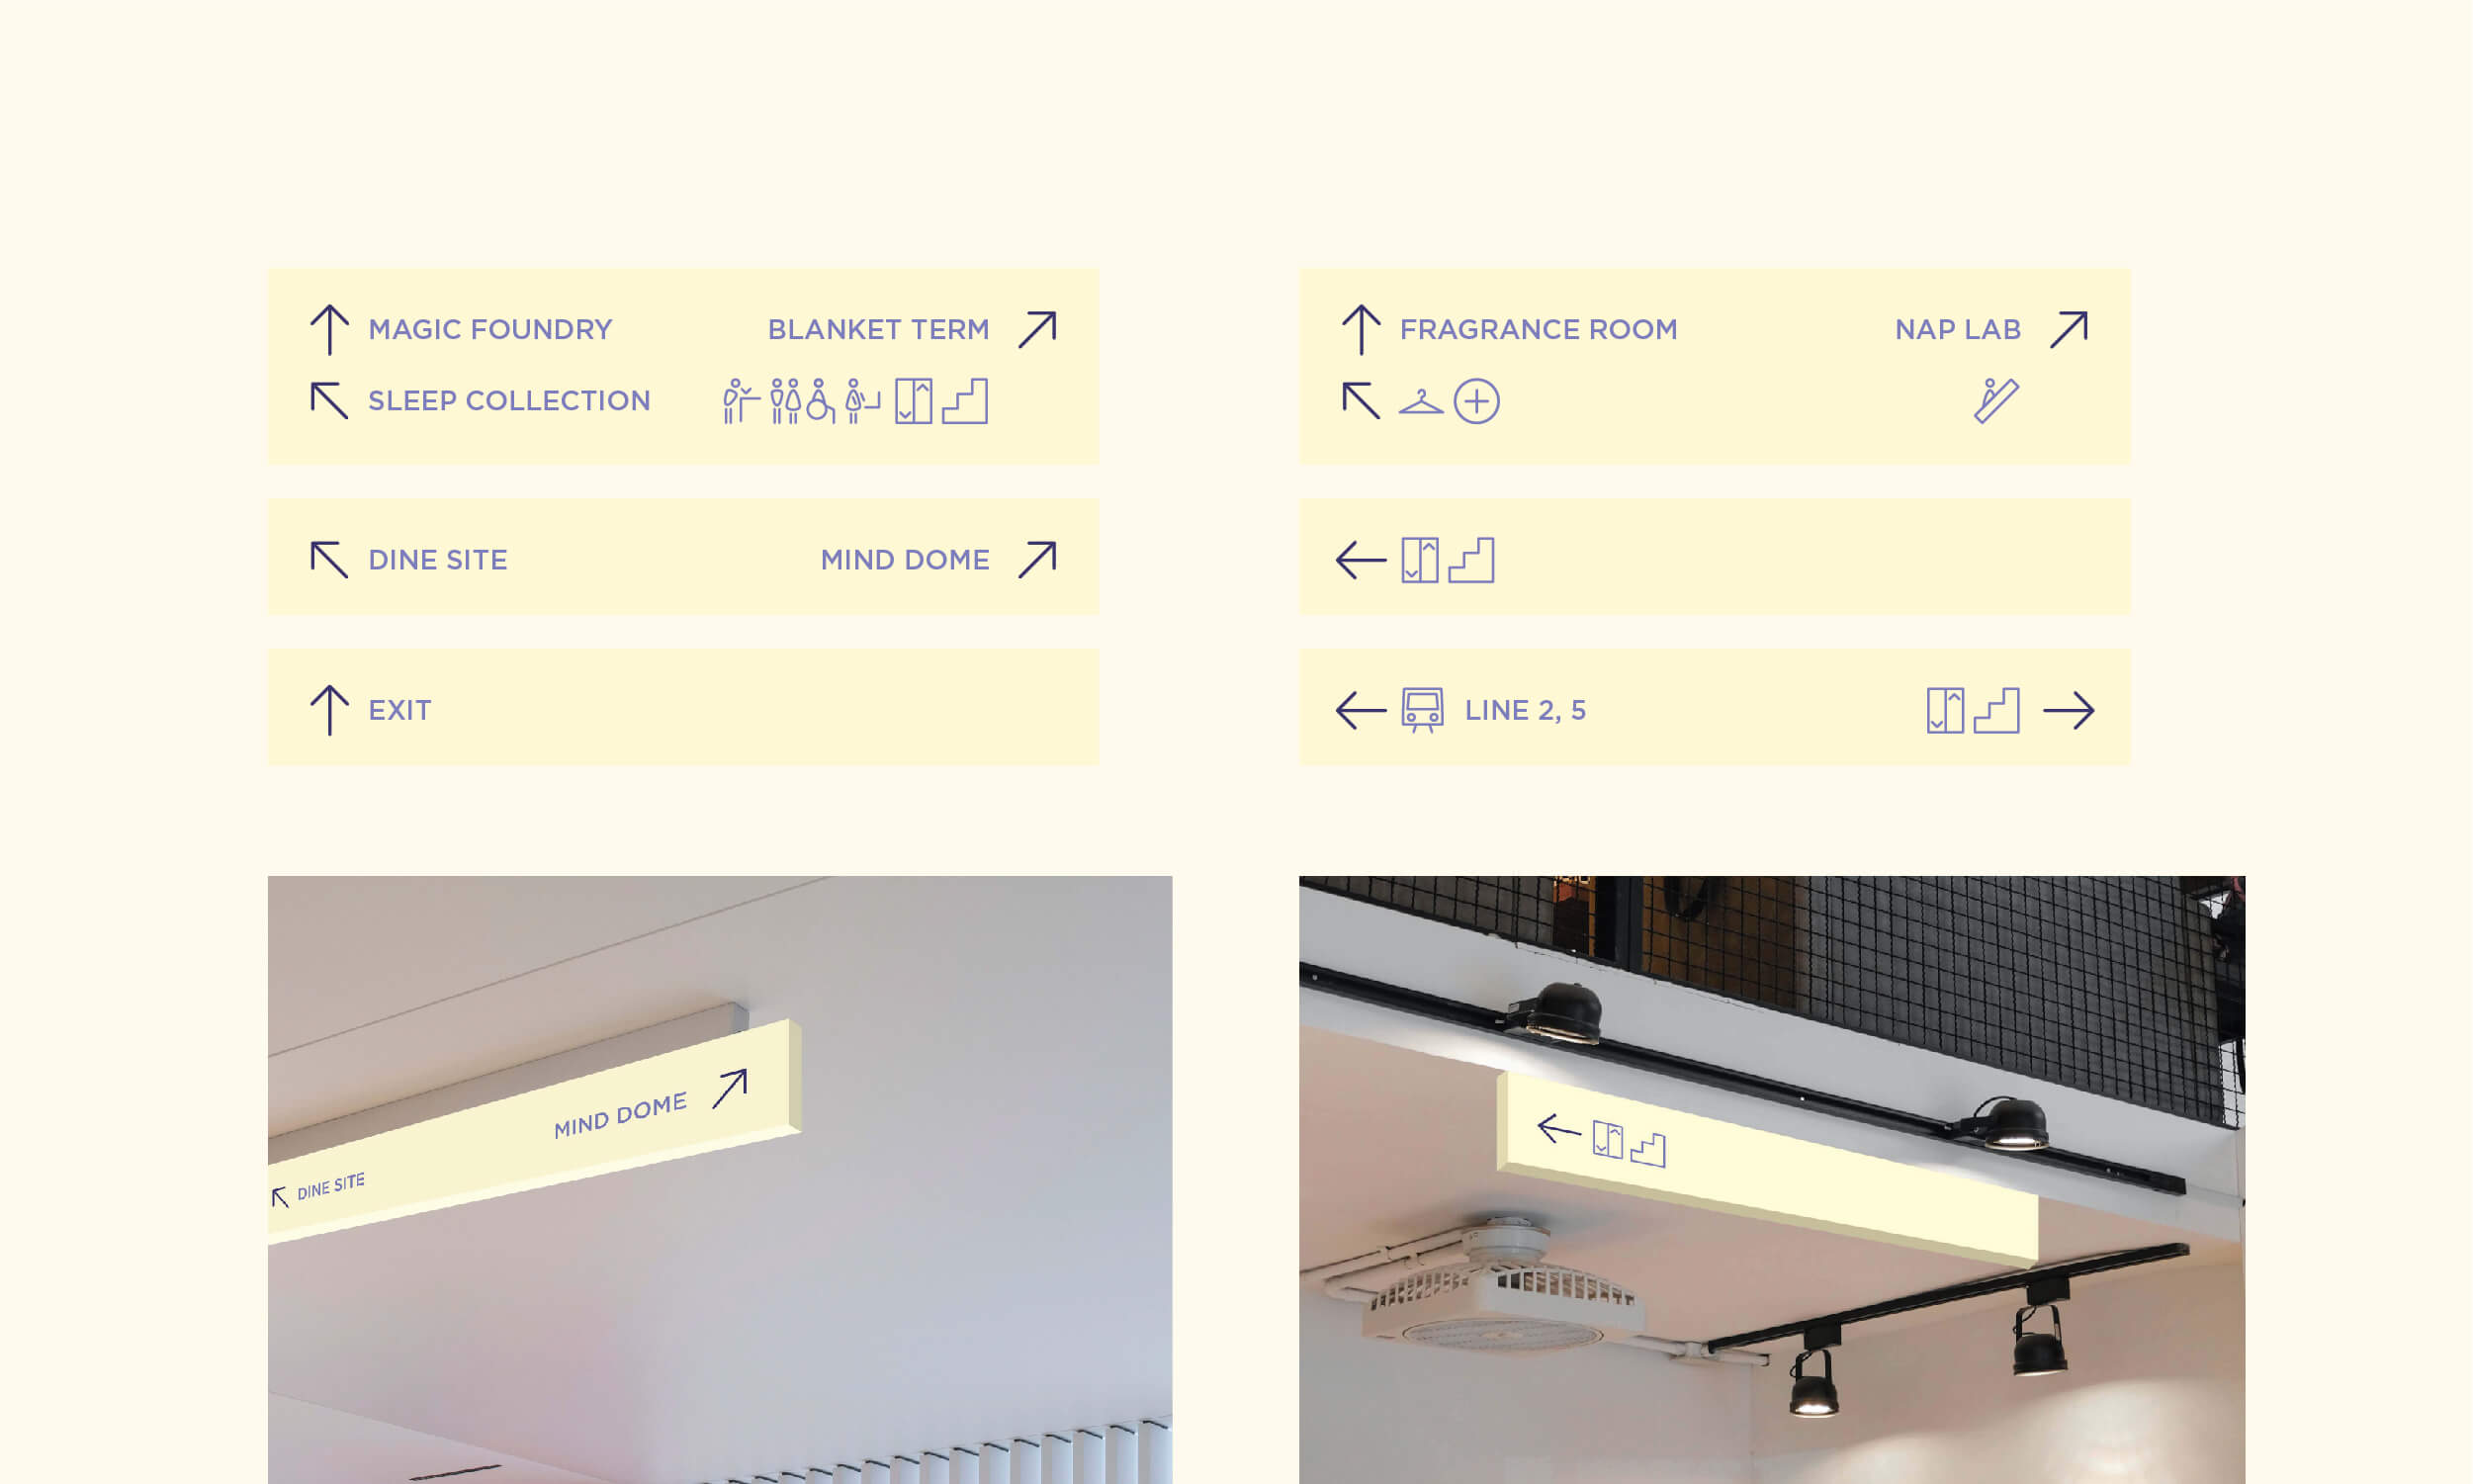 MAGIC FOUNDRY
BLANKET TERM
SLEEP COLLECTION
DINE SITE
MIND DOME
EXIT
FRAGRANCE ROOM
NAP LAB
LINE 2, 5
MIND DOME
DINE SITE